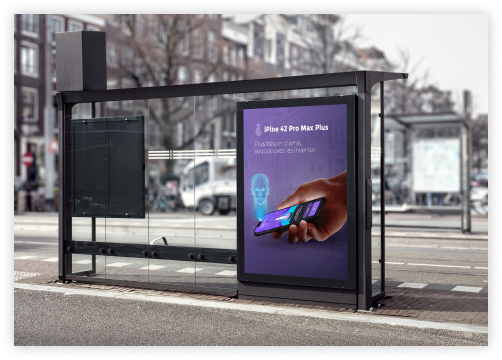 iPine 42 Pro Max Plus
Plus besoin d'amis,
vous pouvez les inventer.